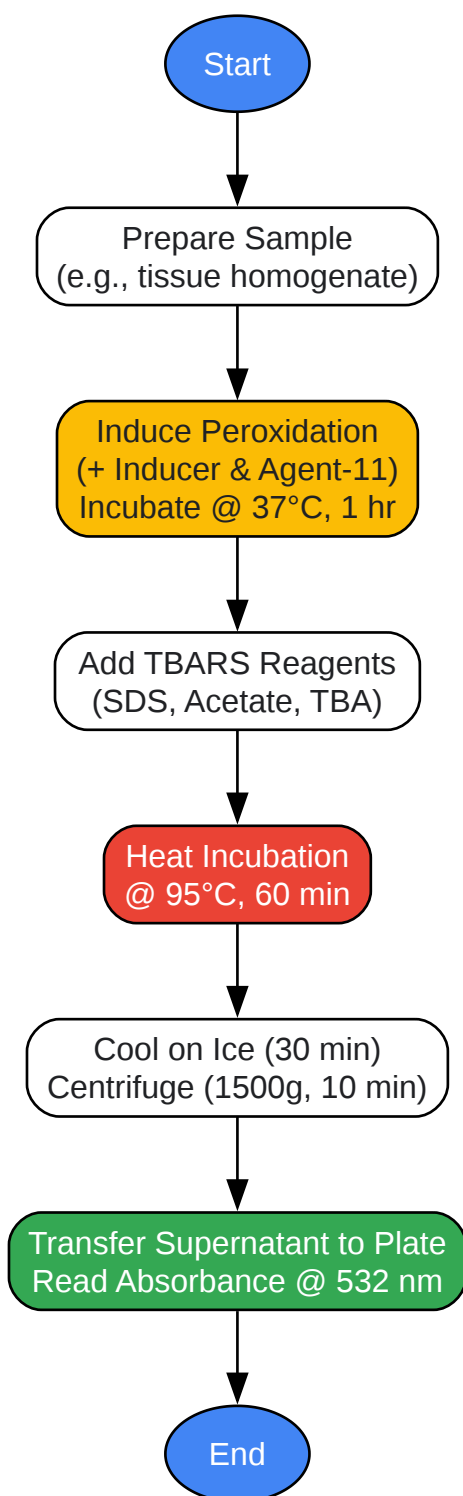 Start
Prepare Sample
(e.g., tissue homogenate)
Induce Peroxidation
(+ Inducer & Agent-11)
Incubate @ 37°C, 1 hr
Add TBARS Reagents
(SDS, Acetate, TBA)
Heat Incubation
@ 95°C, 60 min
Cool on Ice (30 min)
Centrifuge (1500g, 10 min)
Transfer Supernatant to Plate
Read Absorbance @ 532 nm
End